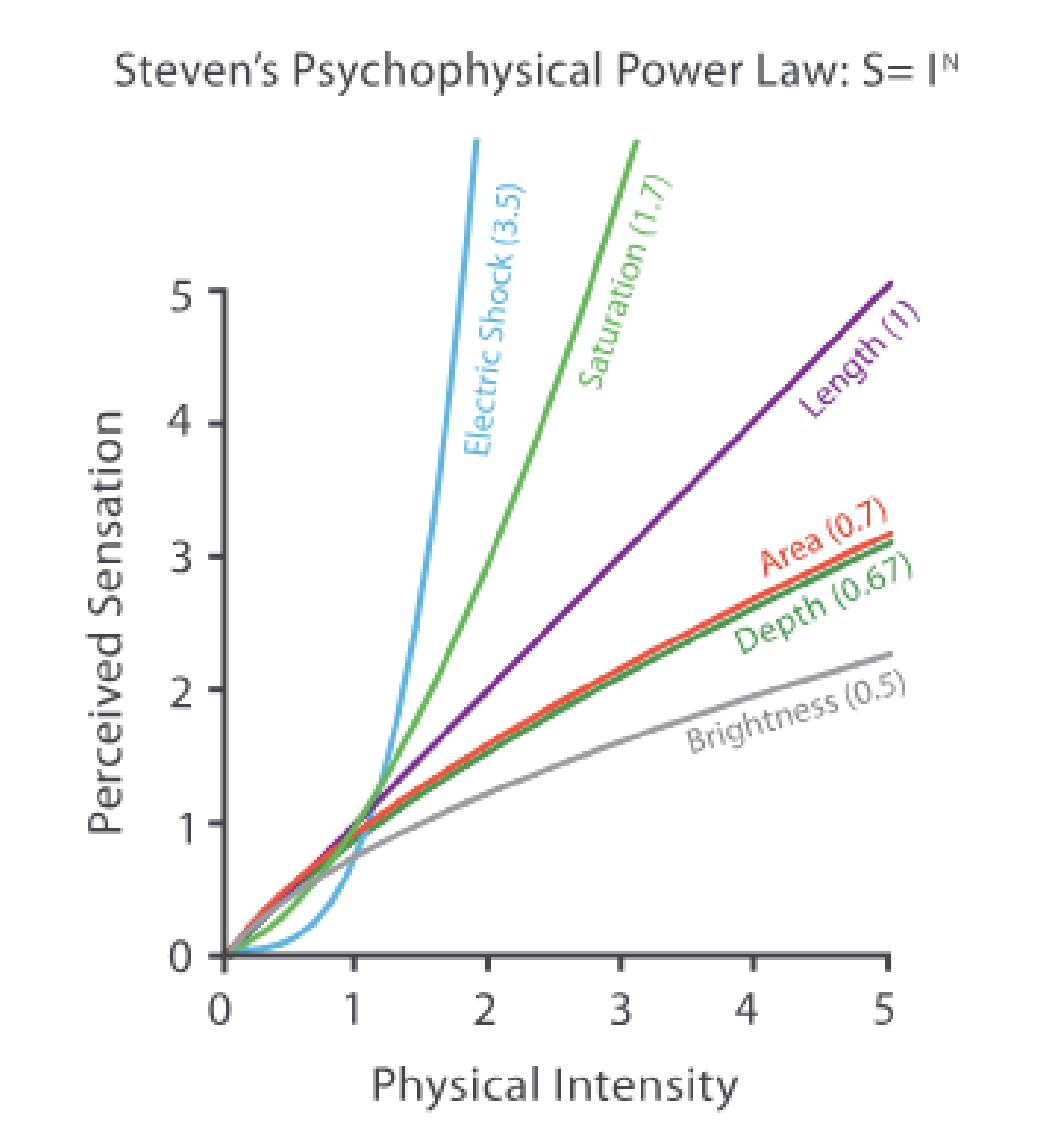 Steven's Psychophysical Power Law: S= Iᴺ
Electric Shock (3.5)
Saturation (1.7)
Length (1)
Area (0.7)
Depth (0.67)
Brightness (0.5)
Perceived Sensation
5
4
3
2
1
0
0 1 2 3 4 5
Physical Intensity